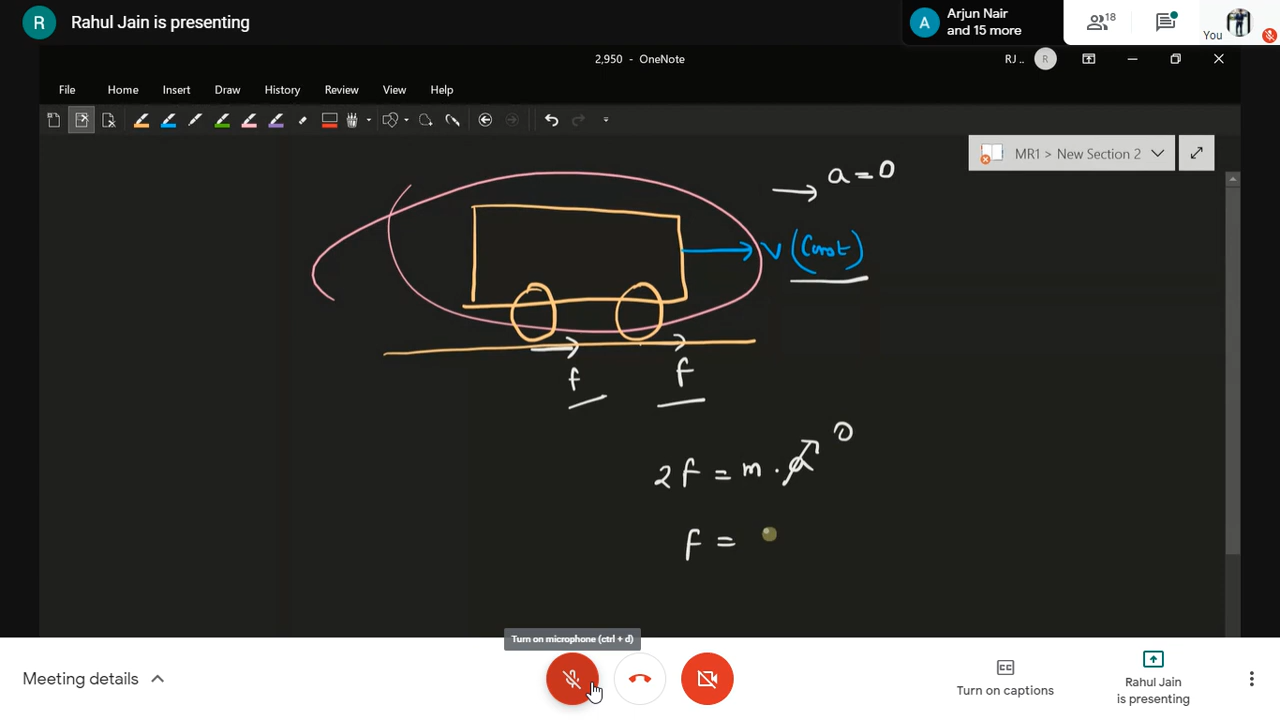 R Rahul Jain is presenting
A Arjun Nair
and 15 more
18
You
2,950 - OneNote
RJ ..
R
File Home Insert Draw History Review View Help
MR1 > New Section 2
→ a = 0
v (Const)
f f
2f = m · a 0
f =
Turn on microphone (ctrl + d)
Meeting details
CC
Turn on captions
Rahul Jain
is presenting